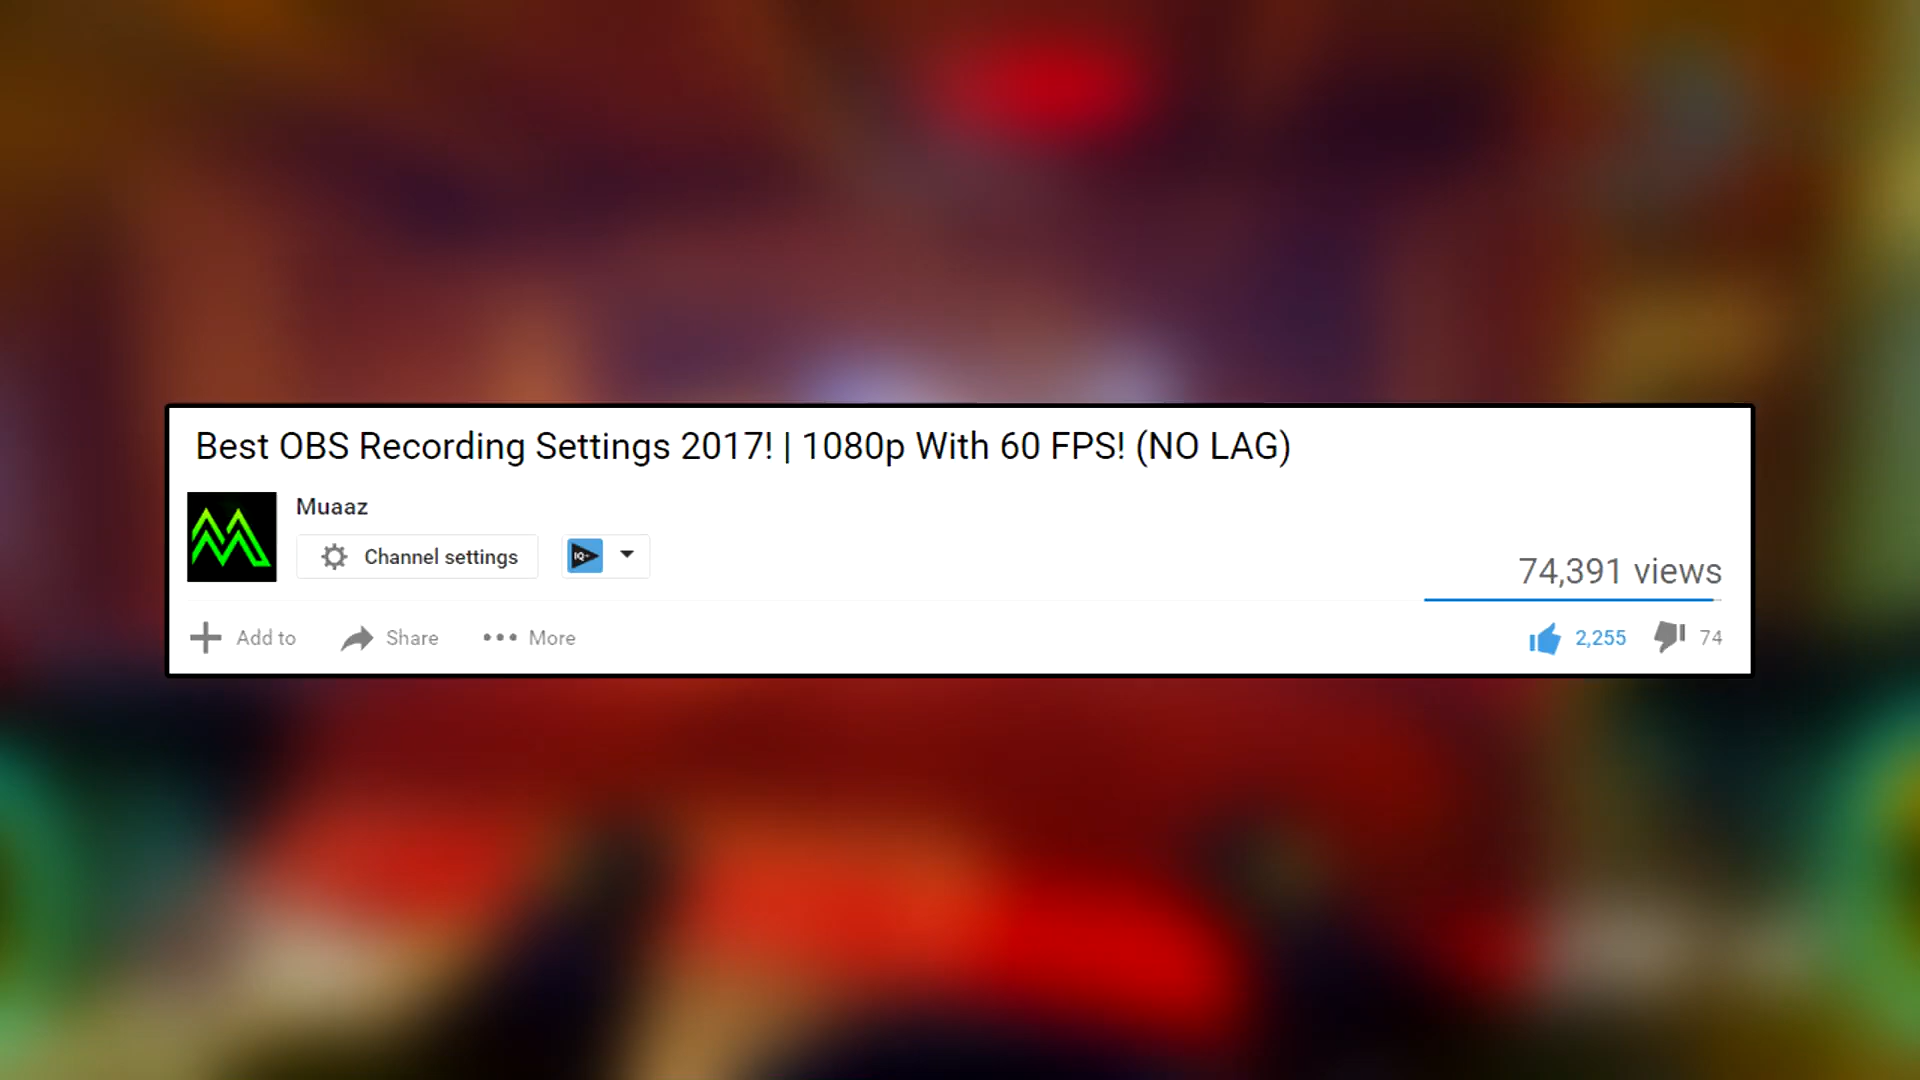 Best OBS Recording Settings 2017! | 1080p With 60 FPS! (NO LAG)
Muaaz
Channel settings
IQ
74,391 views
Add to
Share
More
2,255
74